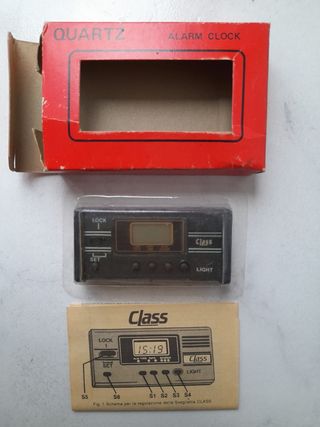 QUARTZ ALARM CLOCK
LOCK
Class
SET
LIGHT
Class
LOCK
15:19
Class
SET
LIGHT
S5 S6 S1 S2 S3 S4
Fig. 1 Schema per la regolazione della Sveglietta CLASS